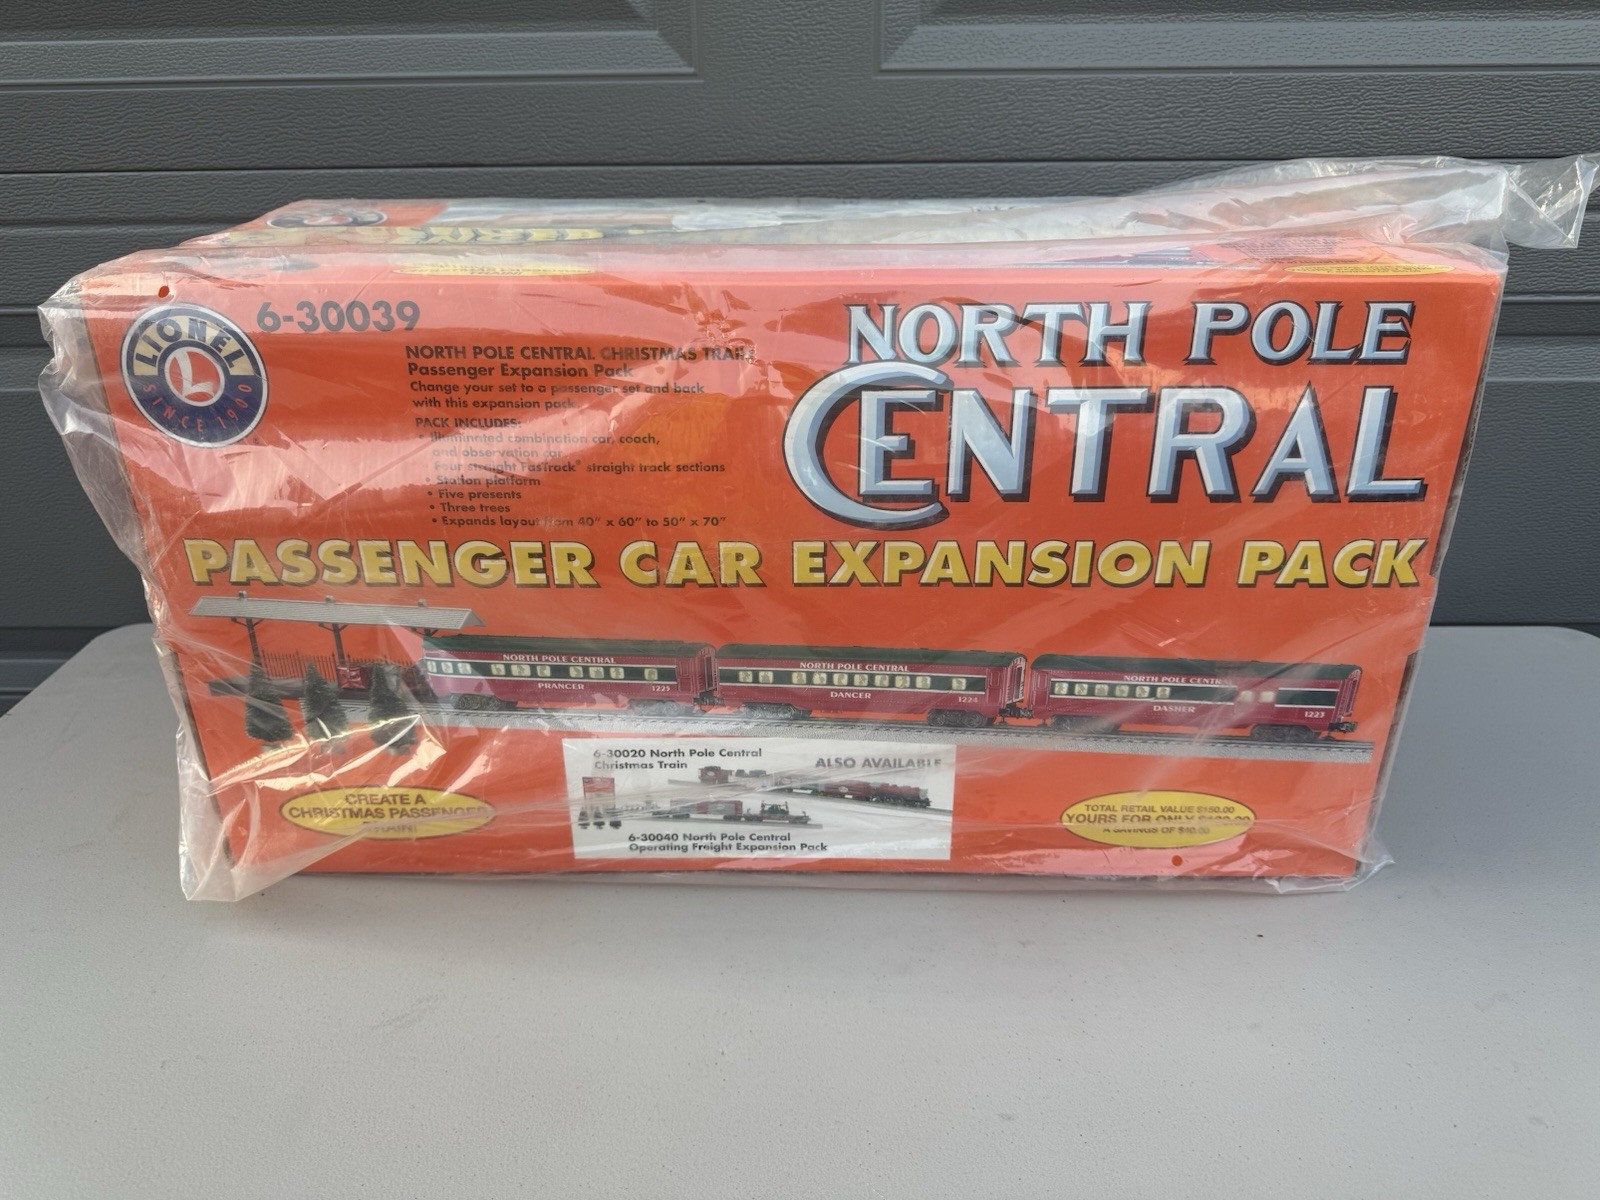 LIONEL
L
SINCE 1900
6-30039
NORTH POLE CENTRAL CHRISTMAS TRAIN
Passenger Expansion Pack
Change your set to a passenger set and back
with this expansion pack.
PACK INCLUDES:
• Illuminated combination car, coach,
and observation car
• Four straight FasTrack® straight track sections
• Station platform
• Five presents
• Three trees
• Expands layout from 40" x 60" to 50" x 70"
NORTH POLE
CENTRAL
PASSENGER CAR EXPANSION PACK
NORTH POLE CENTRAL
PRANCER 1225
NORTH POLE CENTRAL
DANCER 1224
NORTH POLE CENTRAL
DASHER 1223
CREATE A
CHRISTMAS PASSENGER
TRAIN!
6-30020 North Pole Central
Christmas Train
ALSO AVAILABLE
6-30040 North Pole Central
Operating Freight Expansion Pack
TOTAL RETAIL VALUE $150.00
YOURS FOR ONLY
A SAVINGS OF